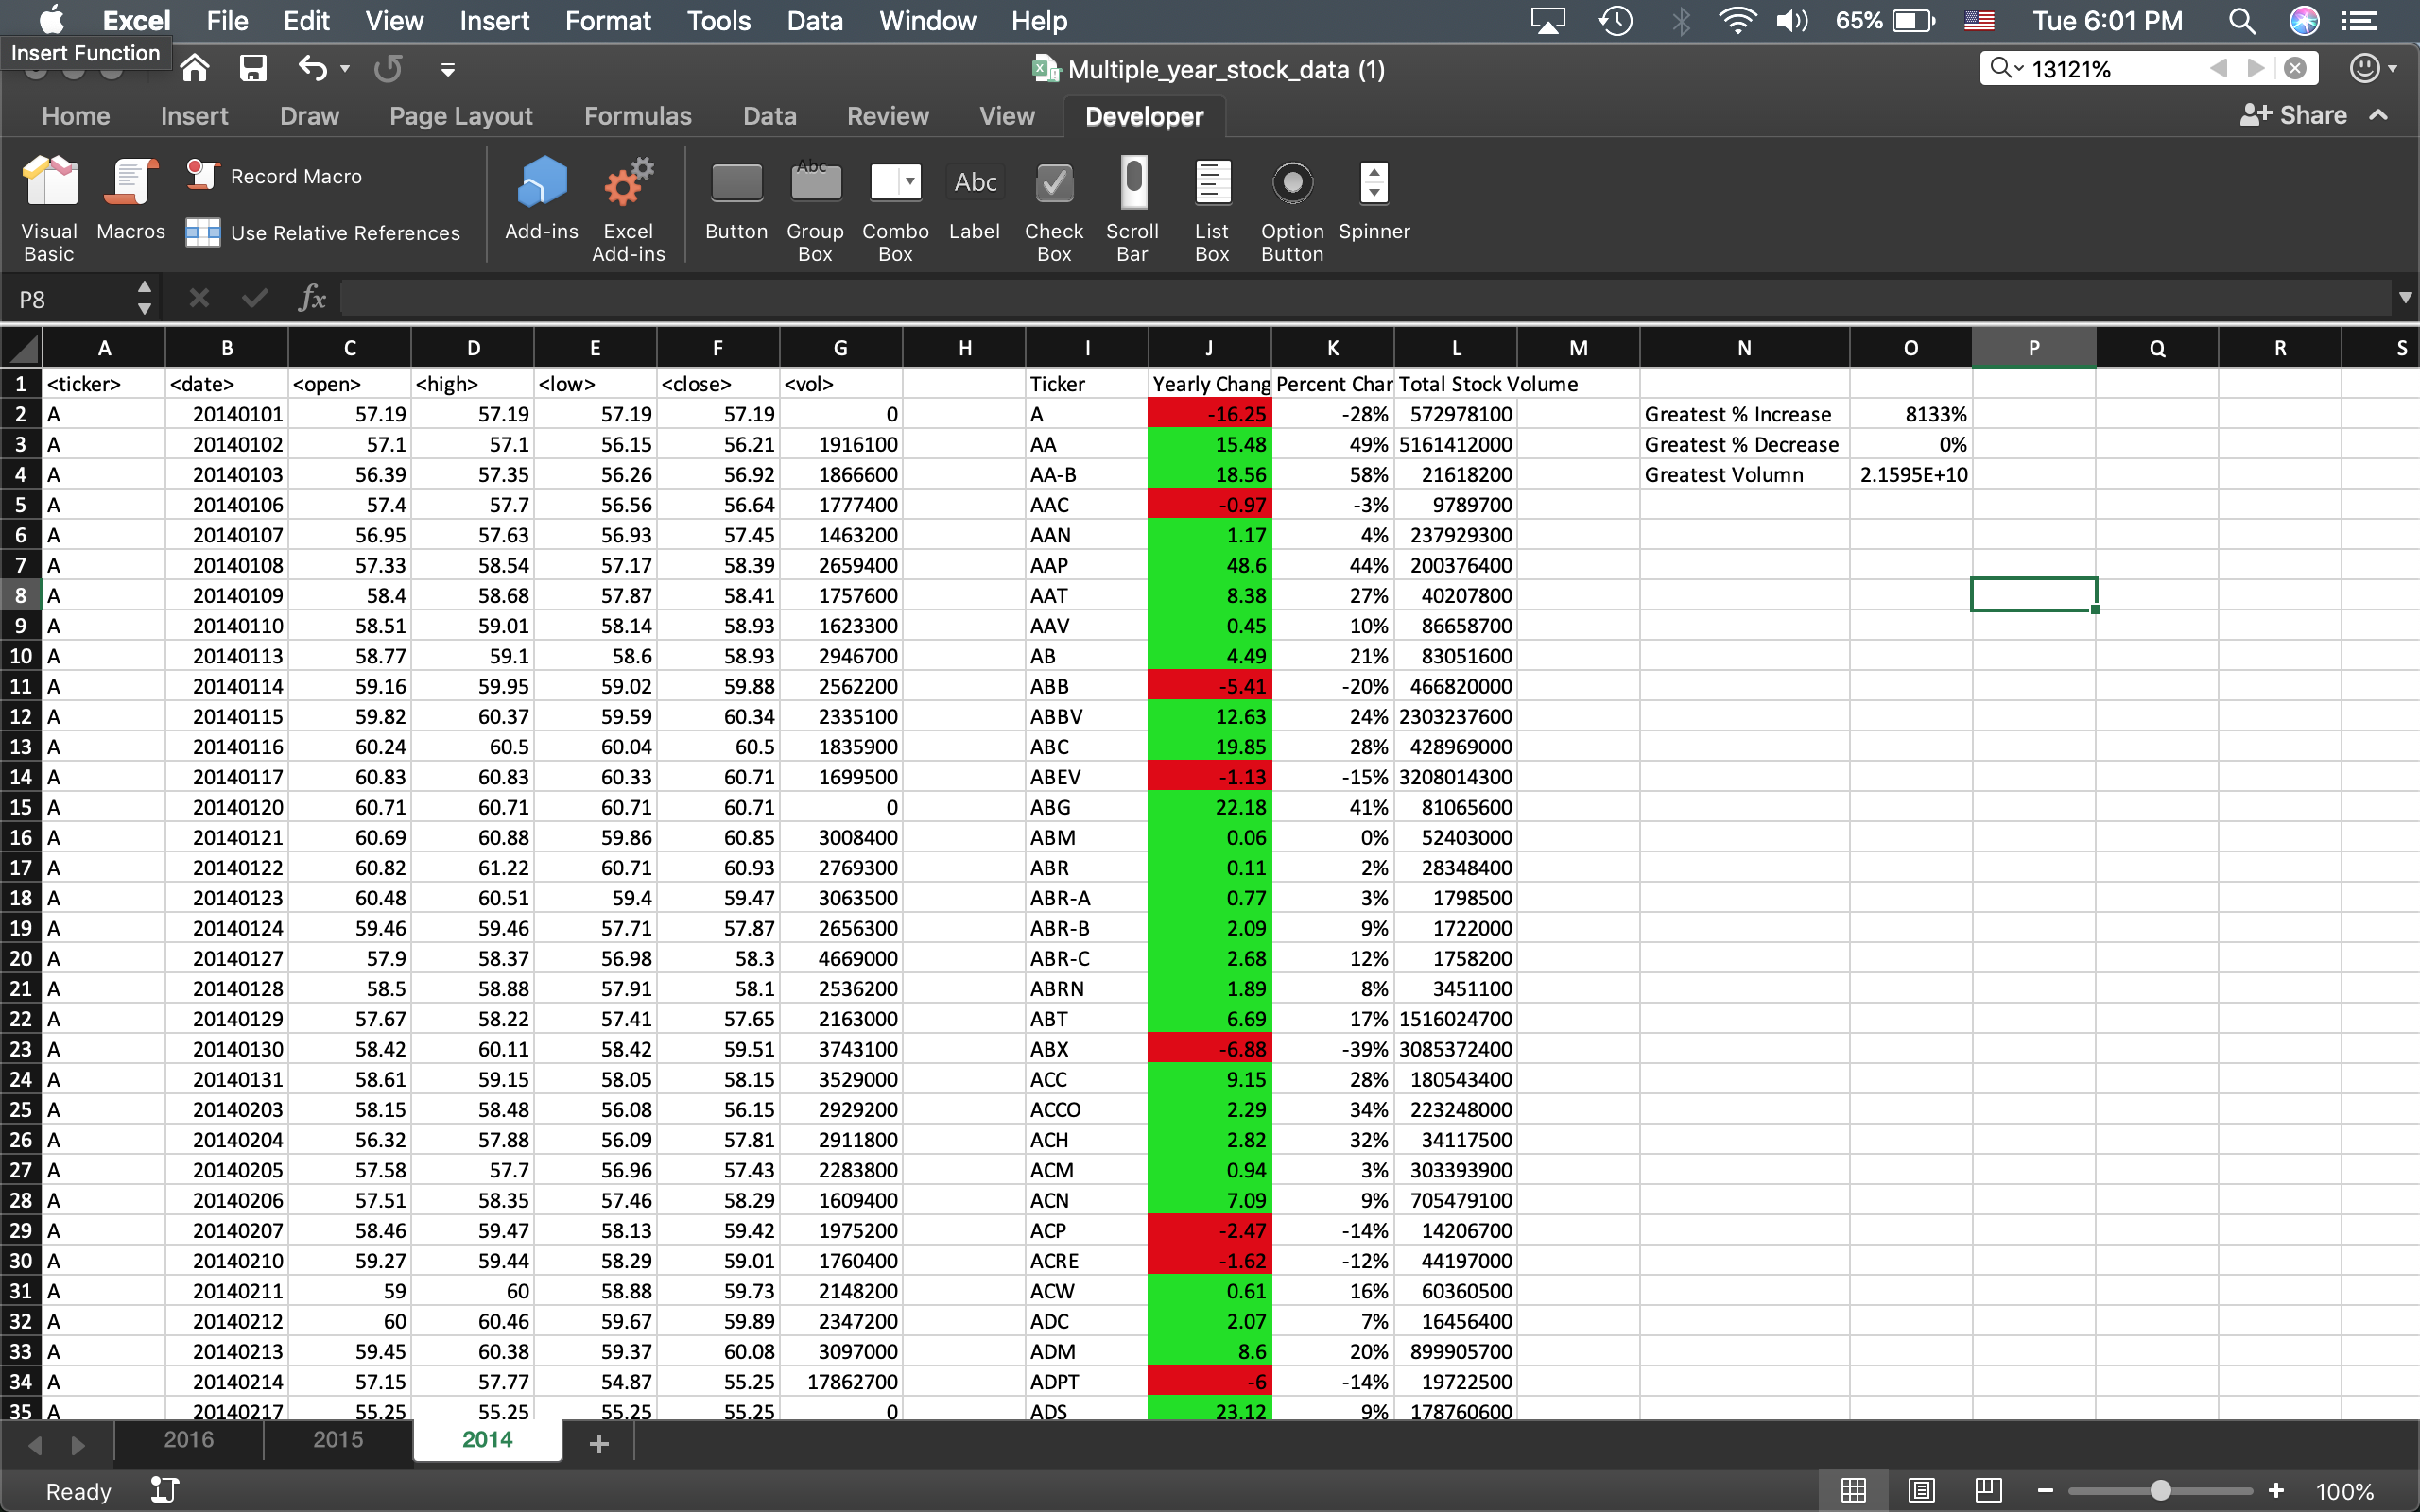 Excel File Edit View Insert Format Tools Data Window Help 65% Tue 6:01 PM
Insert Function
Multiple_year_stock_data (1)
13121%
Home Insert Draw Page Layout Formulas Data Review View Developer Share
Visual Basic
Macros
Record Macro
Use Relative References
Add-ins
Excel Add-ins
Button
Abc
Group Box
Combo Box
Abc
Label
Check Box
Scroll Bar
List Box
Option Button
Spinner
P8 fx
A B C D E F G H I J K L M N O P Q R S
1 <ticker> <date> <open> <high> <low> <close> <vol> Ticker Yearly Chang Percent Char Total Stock Volume
2 A 20140101 57.19 57.19 57.19 57.19 0 A -16.25 -28% 572978100 Greatest % Increase 8133%
3 A 20140102 57.1 57.1 56.15 56.21 1916100 AA 15.48 49% 5161412000 Greatest % Decrease 0%
4 A 20140103 56.39 57.35 56.26 56.92 1866600 AA-B 18.56 58% 21618200 Greatest Volumn 2.1595E+10
5 A 20140106 57.4 57.7 56.56 56.64 1777400 AAC -0.97 -3% 9789700
6 A 20140107 56.95 57.63 56.93 57.45 1463200 AAN 1.17 4% 237929300
7 A 20140108 57.33 58.54 57.17 58.39 2659400 AAP 48.6 44% 200376400
8 A 20140109 58.4 58.68 57.87 58.41 1757600 AAT 8.38 27% 40207800
9 A 20140110 58.51 59.01 58.14 58.93 1623300 AAV 0.45 10% 86658700
10 A 20140113 58.77 59.1 58.6 58.93 2946700 AB 4.49 21% 83051600
11 A 20140114 59.16 59.95 59.02 59.88 2562200 ABB -5.41 -20% 466820000
12 A 20140115 59.82 60.37 59.59 60.34 2335100 ABBV 12.63 24% 2303237600
13 A 20140116 60.24 60.5 60.04 60.5 1835900 ABC 19.85 28% 428969000
14 A 20140117 60.83 60.83 60.33 60.71 1699500 ABEV -1.13 -15% 3208014300
15 A 20140120 60.71 60.71 60.71 60.71 0 ABG 22.18 41% 81065600
16 A 20140121 60.69 60.88 59.86 60.85 3008400 ABM 0.06 0% 52403000
17 A 20140122 60.82 61.22 60.71 60.93 2769300 ABR 0.11 2% 28348400
18 A 20140123 60.48 60.51 59.4 59.47 3063500 ABR-A 0.77 3% 1798500
19 A 20140124 59.46 59.46 57.71 57.87 2656300 ABR-B 2.09 9% 1722000
20 A 20140127 57.9 58.37 56.98 58.3 4669000 ABR-C 2.68 12% 1758200
21 A 20140128 58.5 58.88 57.91 58.1 2536200 ABRN 1.89 8% 3451100
22 A 20140129 57.67 58.22 57.41 57.65 2163000 ABT 6.69 17% 1516024700
23 A 20140130 58.42 60.11 58.42 59.51 3743100 ABX -6.88 -39% 3085372400
24 A 20140131 58.61 59.15 58.05 58.15 3529000 ACC 9.15 28% 180543400
25 A 20140203 58.15 58.48 56.08 56.15 2929200 ACCO 2.29 34% 223248000
26 A 20140204 56.32 57.88 56.09 57.81 2911800 ACH 2.82 32% 34117500
27 A 20140205 57.58 57.7 56.96 57.43 2283800 ACM 0.94 3% 303393900
28 A 20140206 57.51 58.35 57.46 58.29 1609400 ACN 7.09 9% 705479100
29 A 20140207 58.46 59.47 58.13 59.42 1975200 ACP -2.47 -14% 14206700
30 A 20140210 59.27 59.44 58.29 59.01 1760400 ACRE -1.62 -12% 44197000
31 A 20140211 59 60 58.88 59.73 2148200 ACW 0.61 16% 60360500
32 A 20140212 60 60.46 59.67 59.89 2347200 ADC 2.07 7% 16456400
33 A 20140213 59.45 60.38 59.37 60.08 3097000 ADM 8.6 20% 899905700
34 A 20140214 57.15 57.77 54.87 55.25 17862700 ADPT -6 -14% 19722500
35 A 20140217 55.25 55.25 55.25 55.25 0 ADS 23.12 9% 178760600
2016 2015 2014 +
Ready 100%